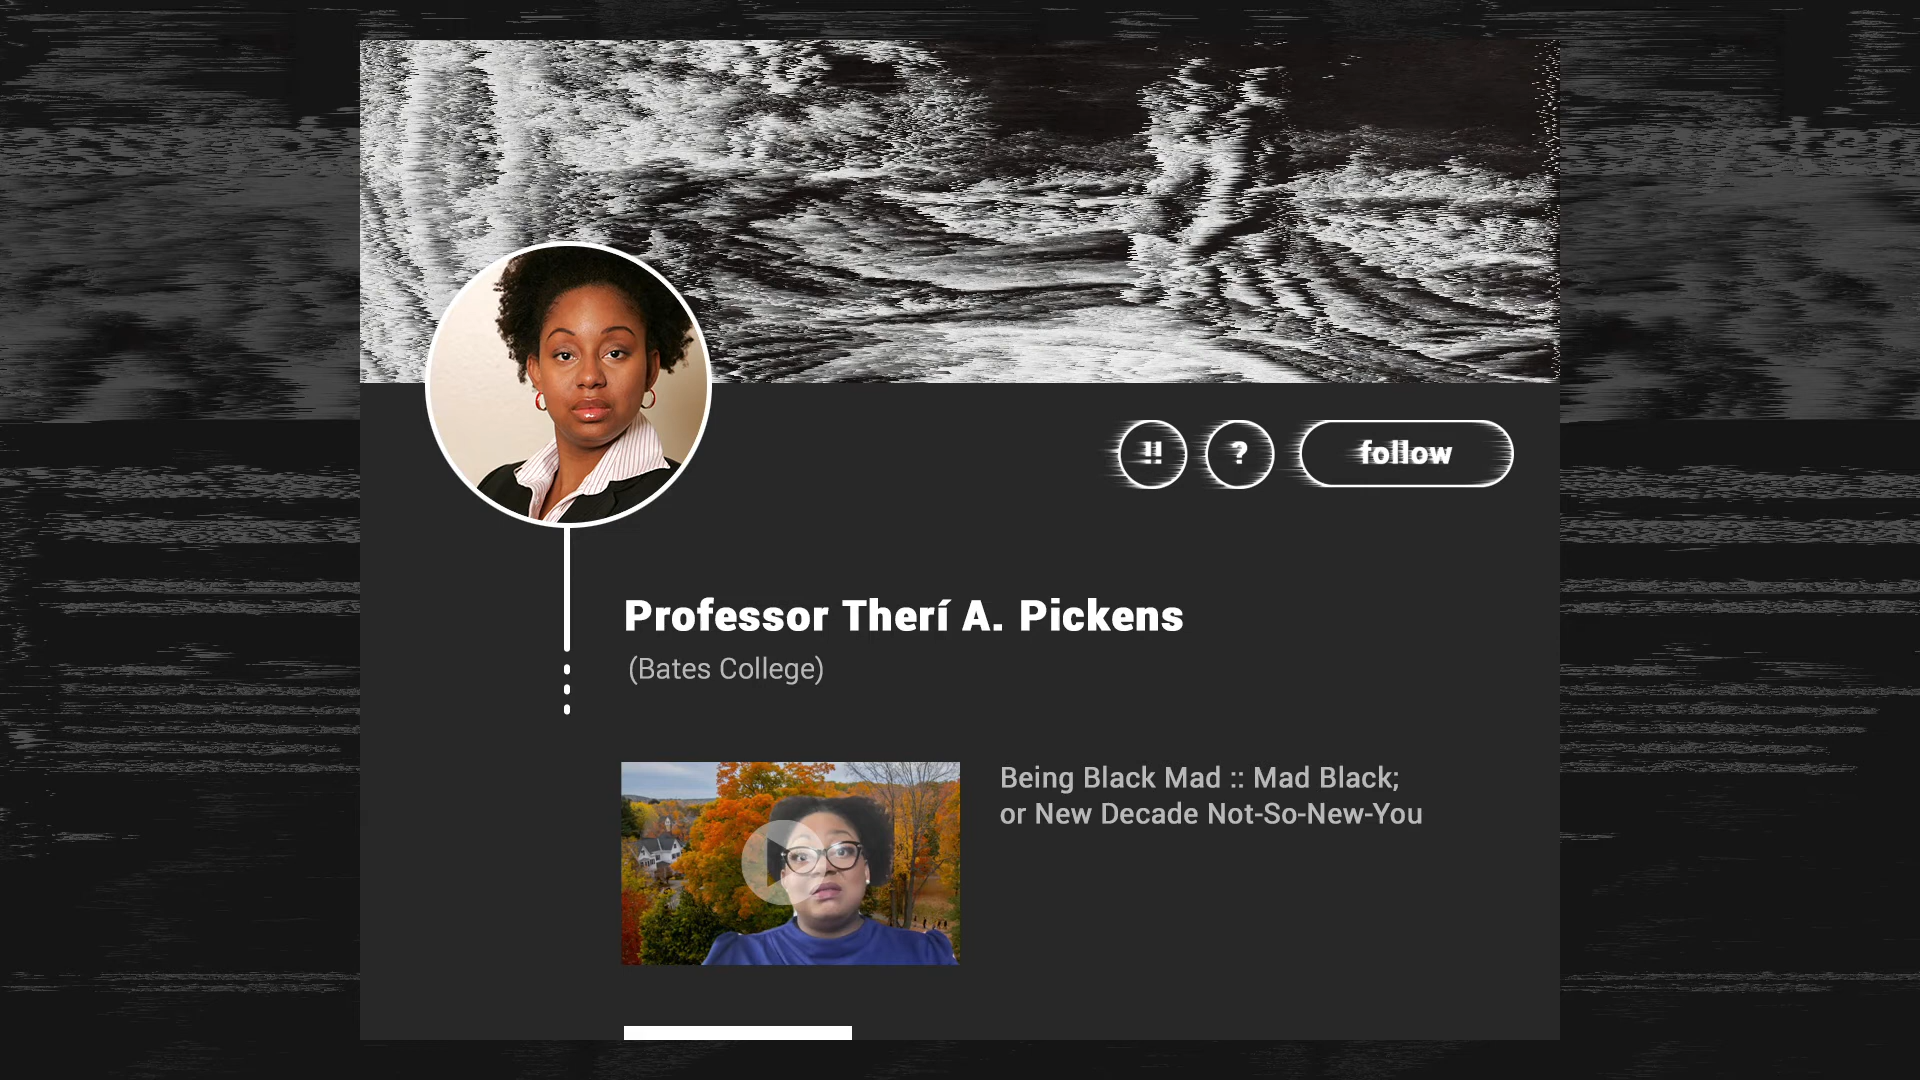 !!
?
follow
Professor Therí A. Pickens
(Bates College)
Being Black Mad :: Mad Black;
or New Decade Not-So-New-You